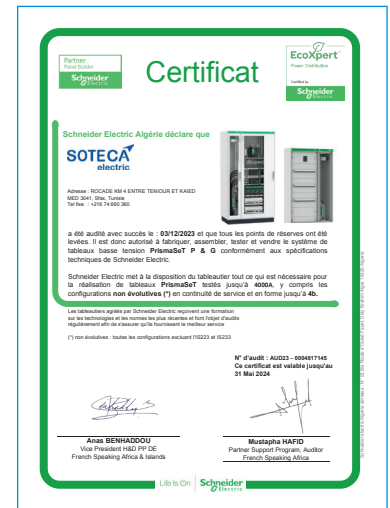 Partner
Panel Builder
Schneider
Electric
Certificat
EcoXpert™
Power Distribution
Certified by
Schneider
Electric
Schneider Electric Algérie déclare que
SOTECA
electric
Adresse : ROCADE KM 4 ENTRE TENIOUR ET KAIED
MED 3041, Sfax, Tunisie
Tel fixe : +216 74 660 360
a été audité avec succès le : 03/12/2023 et que tous les points de réserves ont été
levées. Il est donc autorisé à fabriquer, assembler, tester et vendre le système de
tableaux basse tension PrismaSeT P & G conformément aux spécifications
techniques de Schneider Electric.
Schneider Electric met à la disposition du tableautier tout ce qui est nécessaire pour
la réalisation de tableaux PrismaSeT testés jusqu'à 4000A, y compris les
configurations non évolutives (*) en continuité de service et en forme jusqu'à 4b.
Les tableautiers agréés par Schneider Electric reçoivent une formation
sur les technologies et les normes les plus récentes et font l'objet d'audits
régulièrement afin de s'assurer qu'ils fournissent le meilleur service
(*) non évolutives : toutes les configurations excluant l'IS223 et IS233
N° d'audit : AUD23 - 0004817145
Ce certificat est valable jusqu'au
31 Mai 2024
Anas BENHADDOU
Vice President H&D PP DE
French Speaking Africa & Islands
Mustapha HAFID
Partner Support Program, Auditor
French Speaking Africa
Life Is On
Schneider
Electric